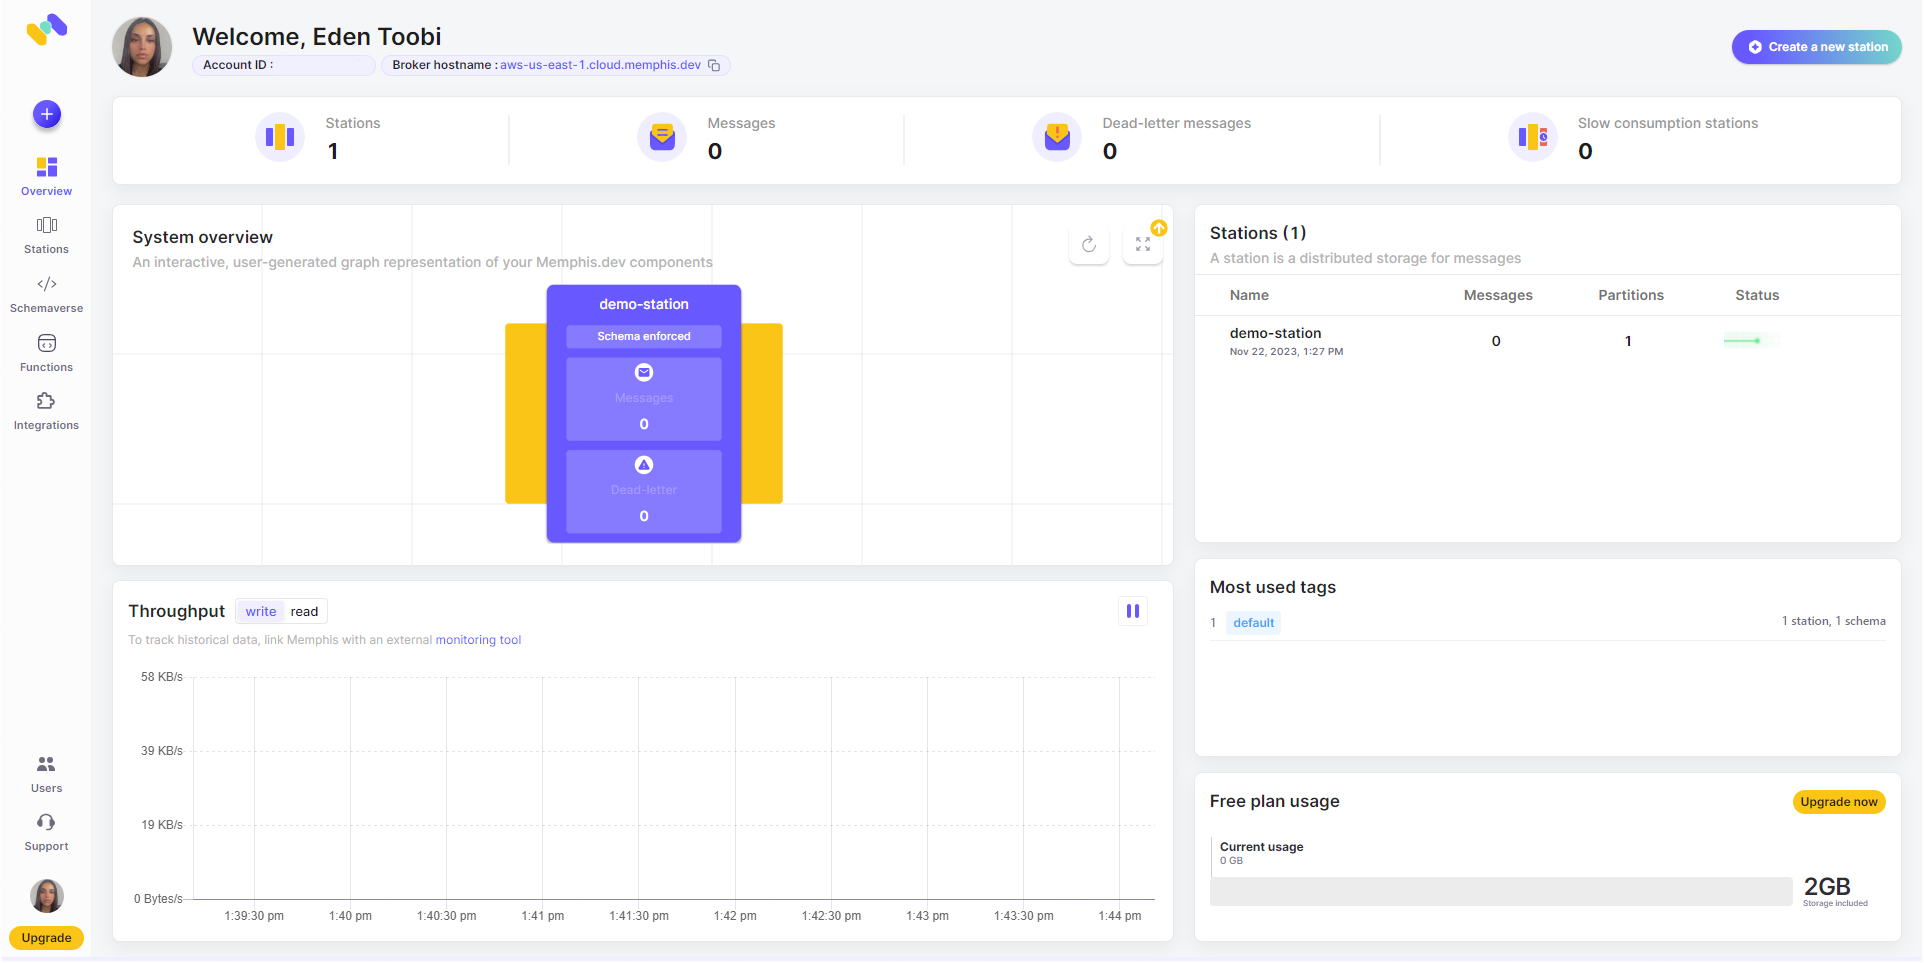 Welcome, Eden Toobi
Account ID :
Broker hostname : aws-us-east-1.cloud.memphis.dev
Create a new station
Overview
Stations
Schemaverse
Functions
Integrations
Users
Support
Upgrade
Stations
1
Messages
0
Dead-letter messages
0
Slow consumption stations
0
System overview
An interactive, user-generated graph representation of your Memphis.dev components
demo-station
Schema enforced
Messages
0
Dead-letter
0
Stations (1)
A station is a distributed storage for messages
Name Messages Partitions Status
demo-station 0 1
Nov 22, 2023, 1:27 PM
Throughput write read
To track historical data, link Memphis with an external monitoring tool
58 KB/s
39 KB/s
19 KB/s
0 Bytes/s
1:39:30 pm 1:40 pm 1:40:30 pm 1:41 pm 1:41:30 pm 1:42 pm 1:42:30 pm 1:43 pm 1:43:30 pm 1:44 pm
Most used tags
1 default 1 station, 1 schema
Free plan usage
Upgrade now
Current usage
0 GB
2GB
Storage included